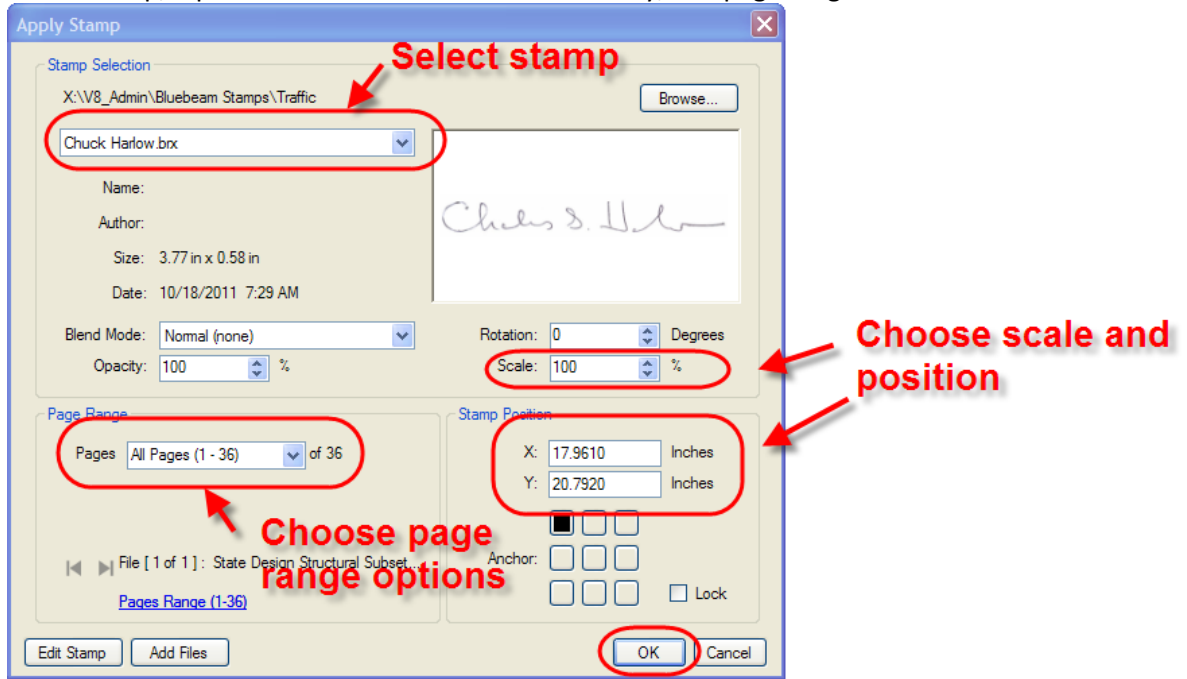 Apply Stamp
Select stamp
Stamp Selection
X:\V8_Admin\Bluebeam Stamps\Traffic
Browse...
Chuck Harlow.brx
Name:
Author:
Size: 3.77 in x 0.58 in
Date: 10/18/2011 7:29 AM
Blend Mode: Normal (none)
Rotation: 0 Degrees
Opacity: 100 %
Scale: 100 %
Choose scale and
position
Page Range
Pages All Pages (1 - 36) of 36
Stamp Position
X: 17.9610 Inches
Y: 20.7920 Inches
Choose page
range options
File [ 1 of 1 ] : State Design Structural Subset...
Anchor:
Pages Range (1-36)
Lock
Edit Stamp
Add Files
OK
Cancel